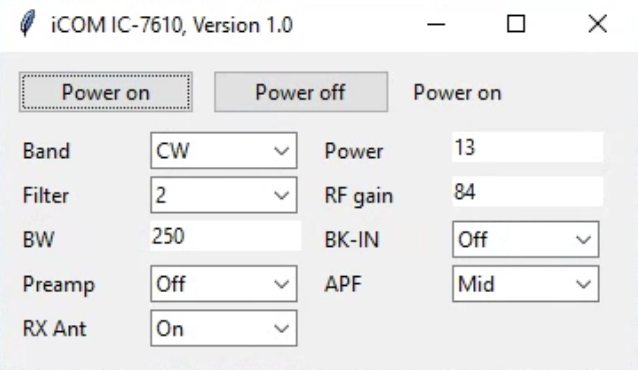 iCOM IC-7610, Version 1.0
Power on Power off Power on
Band CW Power 13
Filter 2 RF gain 84
BW 250 BK-IN Off
Preamp Off APF Mid
RX Ant On